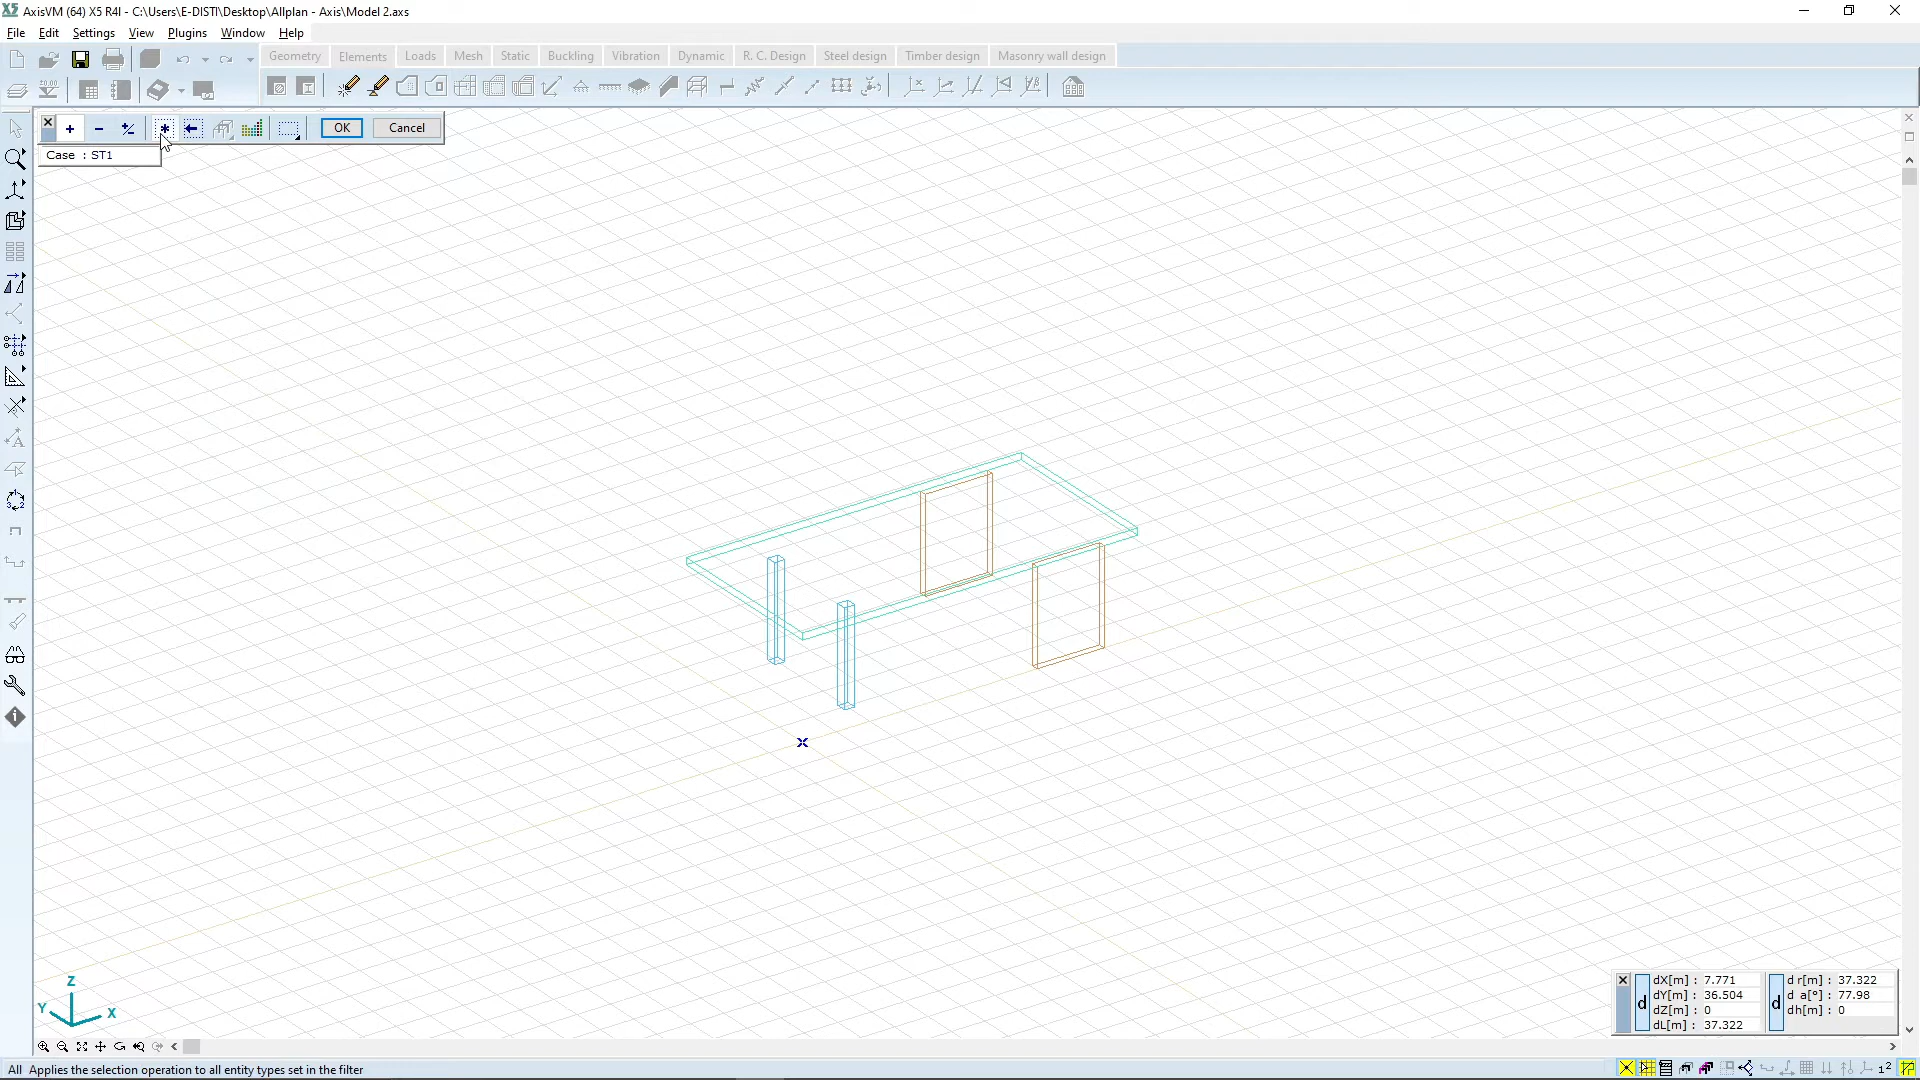 X5 AxisVM (64) X5 R4I - C:\Users\E-DISTI\Desktop\Allplan - Axis\Model 2.axs
File Edit Settings View Plugins Window Help
Geometry Elements Loads Mesh Static Buckling Vibration Dynamic R. C. Design Steel design Timber design Masonry wall design
OK Cancel
Case : ST1
Z
Y
X
dX[m] : 7.771
dY[m] : 36.504
dZ[m] : 0
dL[m] : 37.322
d
d r[m] : 37.322
d a[°] : 77.98
d h[m] : 0
d
All Applies the selection operation to all entity types set in the filter